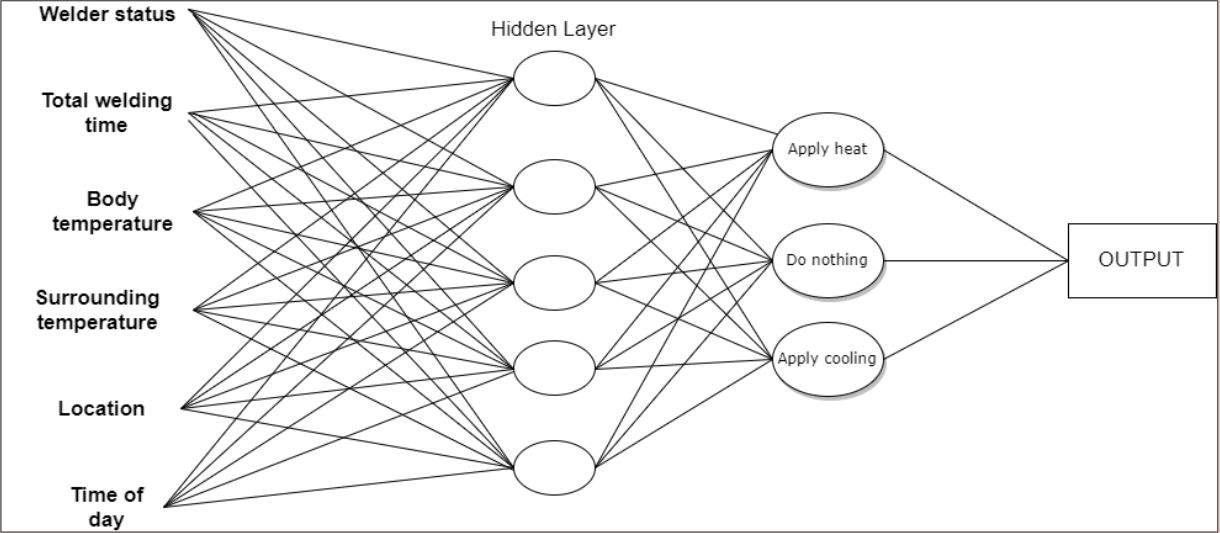 Welder status
Hidden Layer
Total welding
time
Apply heat
Body
temperature
Do nothing
OUTPUT
Surrounding
temperature
Apply cooling
Location
Time of
day